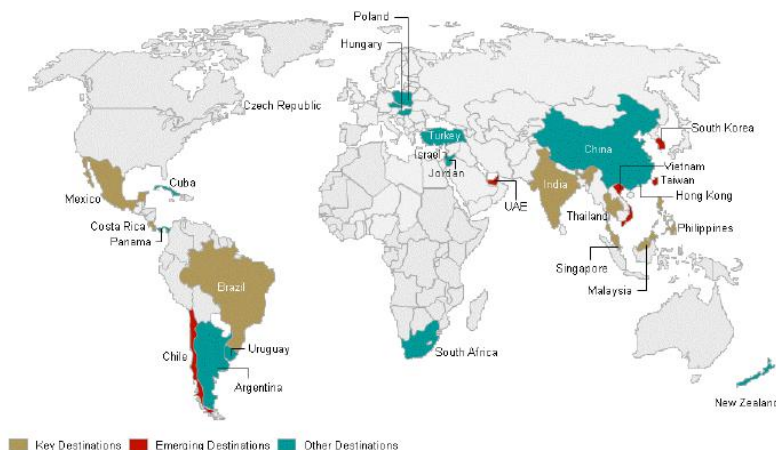 Poland
Hungary
Czech Republic
Turkey
Israel
Jordan
China
South Korea
Vietnam
Taiwan
Hong Kong
UAE
India
Thailand
Philippines
Singapore
Malaysia
Mexico
Cuba
Costa Rica
Panama
Brazil
Chile
Uruguay
Argentina
South Africa
New Zealand
Key Destinations Emerging Destinations Other Destinations